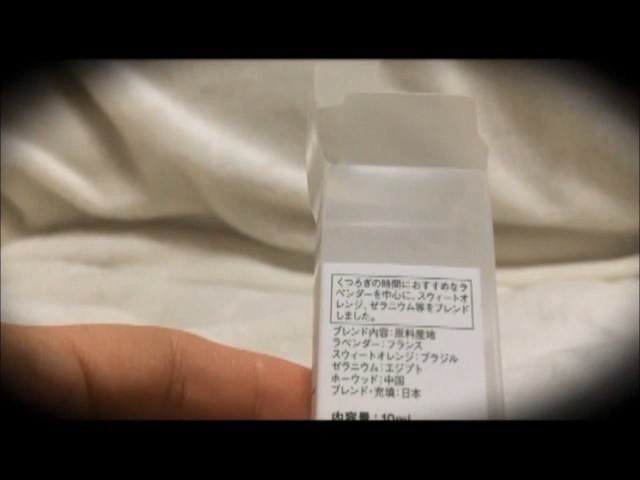 くつろぎの時間におすすめなラ
ベンダーを中心に、スウィートオ
レンジ、ゼラニウム等をブレンド
しました。
ブレンド内容：原料産地
ラベンダー：フランス
スウィートオレンジ：ブラジル
ゼラニウム：エジプト
ホーウッド：中国
ブレンド・充填：日本
内容量：10ml